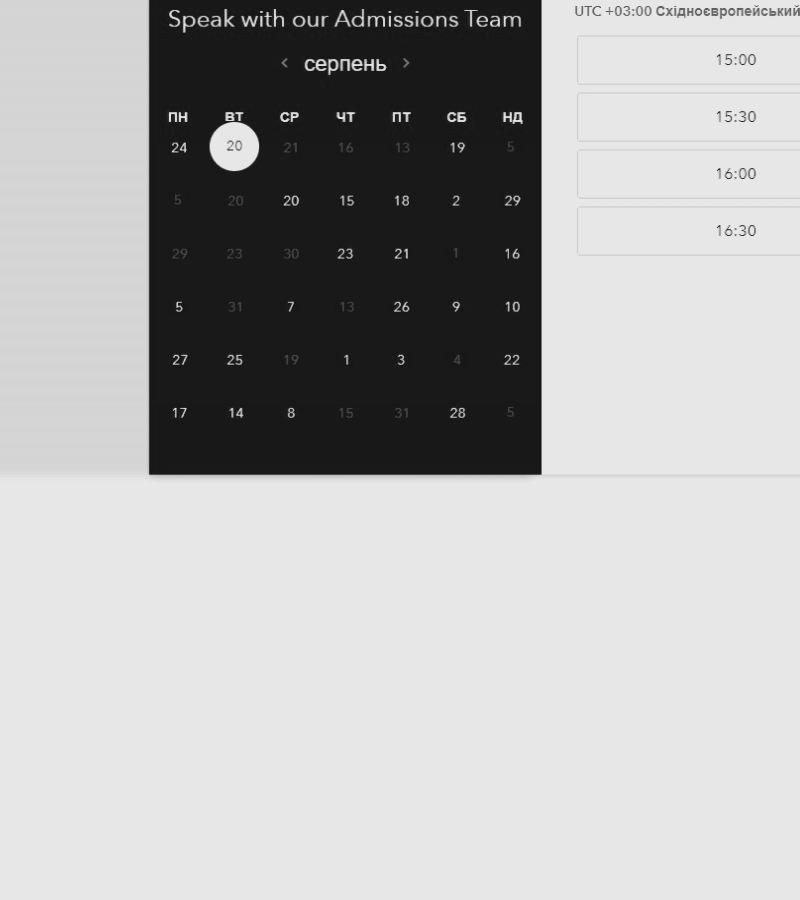 Speak with our Admissions Team
‹ серпень ›
ПН ВТ СР ЧТ ПТ СБ НД
24 20 21 16 13 19 5
5 20 20 15 18 2 29
29 23 30 23 21 1 16
5 31 7 13 26 9 10
27 25 19 1 3 4 22
17 14 8 15 31 28 5
UTC +03:00 Східноєвропейський
15:00
15:30
16:00
16:30